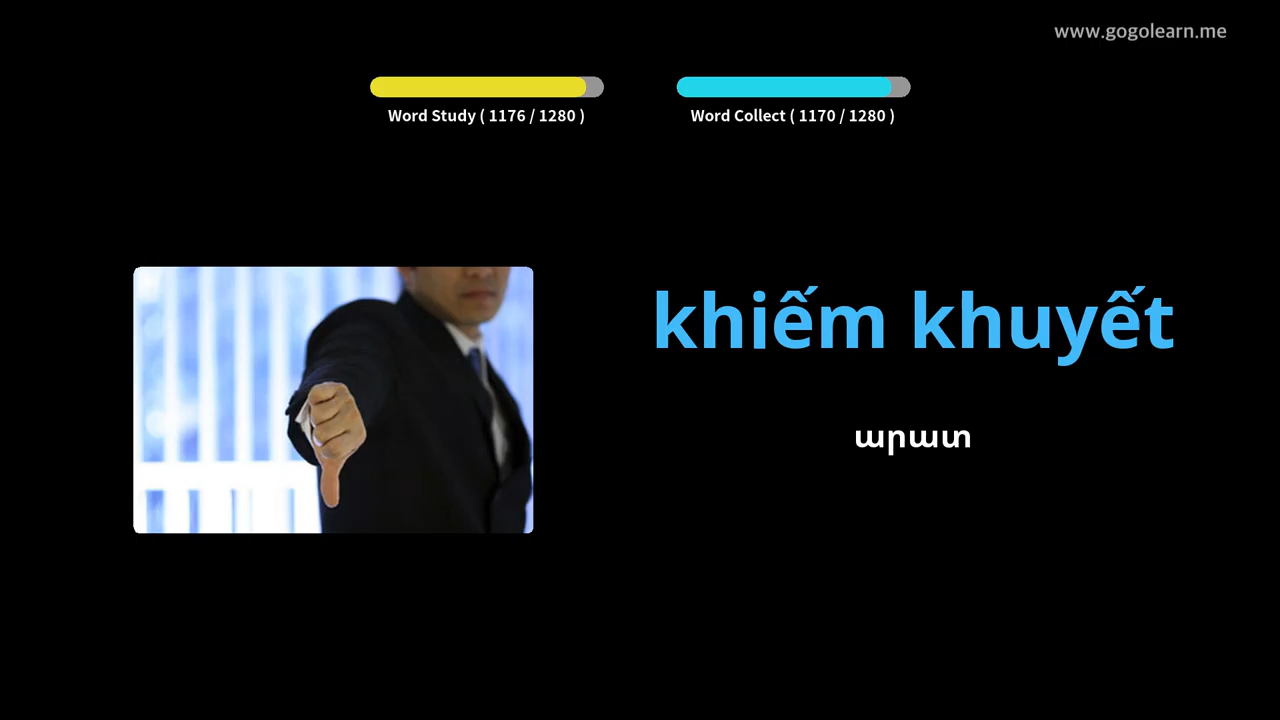 www.gogolearn.me
Word Study ( 1176 / 1280 )
Word Collect ( 1170 / 1280 )
khiếm khuyết
արատ